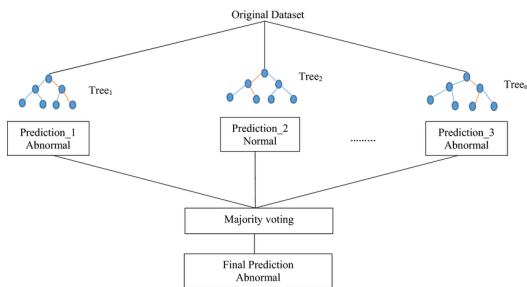 Original Dataset
Tree₁
Tree₂
Treeₙ
Prediction_1
Abnormal
Prediction_2
Normal
.........
Prediction_3
Abnormal
Majority voting
Final Prediction
Abnormal